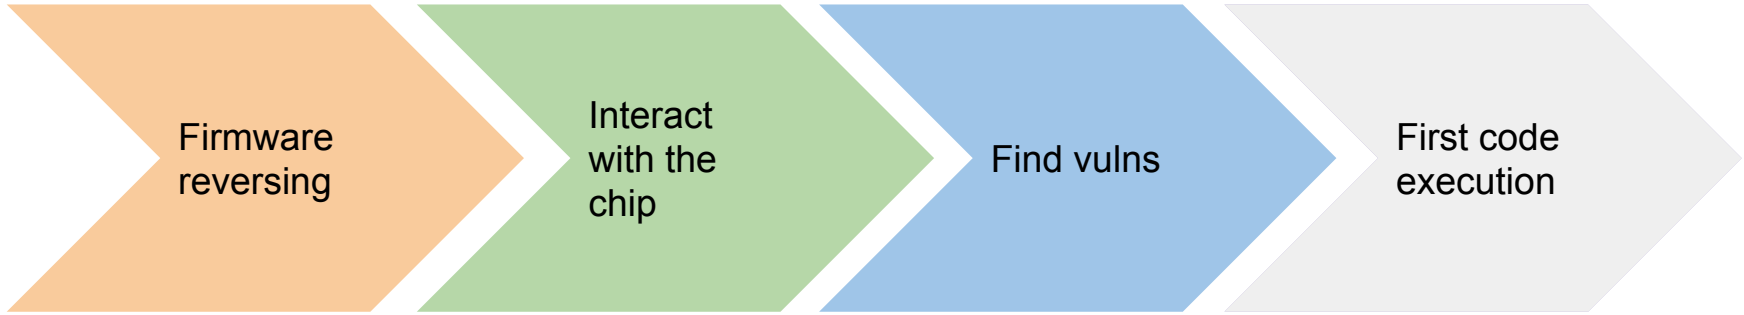 Firmware
reversing
Interact
with the
chip
Find vulns
First code
execution